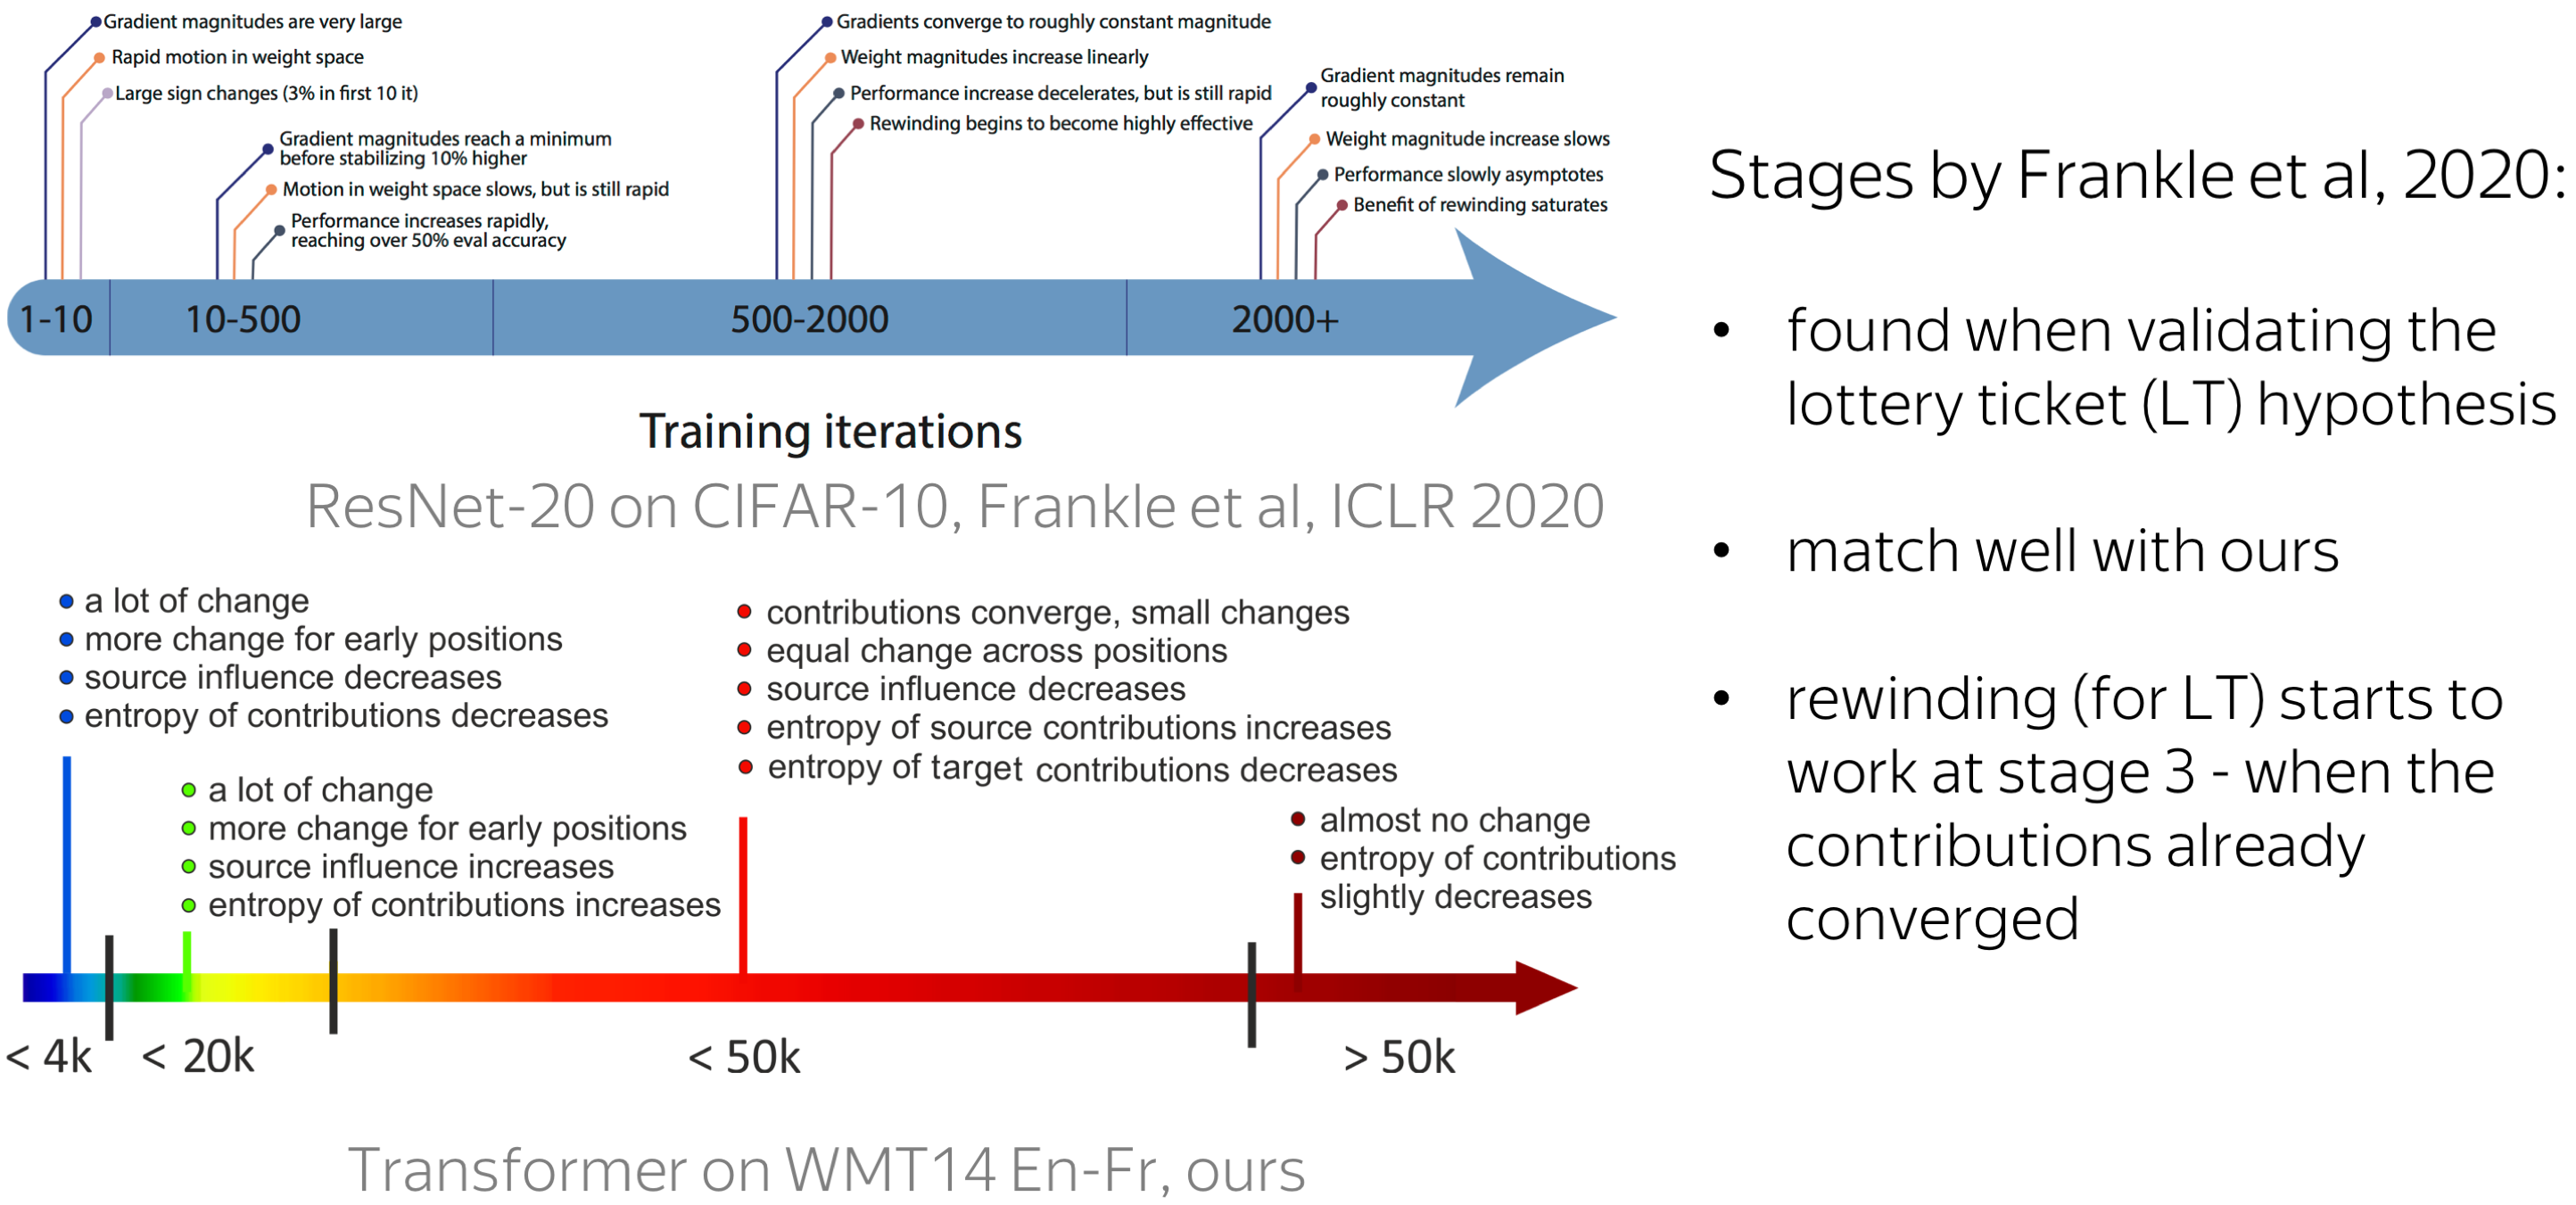 Gradient magnitudes are very large
Rapid motion in weight space
Large sign changes (3% in first 10 it)
Gradient magnitudes reach a minimum
before stabilizing 10% higher
Motion in weight space slows, but is still rapid
Performance increases rapidly,
reaching over 50% eval accuracy
Gradients converge to roughly constant magnitude
Weight magnitudes increase linearly
Performance increase decelerates, but is still rapid
Rewinding begins to become highly effective
Gradient magnitudes remain
roughly constant
Weight magnitude increase slows
Performance slowly asymptotes
Benefit of rewinding saturates
1-10
10-500
500-2000
2000+
Training iterations
ResNet-20 on CIFAR-10, Frankle et al, ICLR 2020
• a lot of change
• more change for early positions
• source influence decreases
• entropy of contributions decreases
• a lot of change
• more change for early positions
• source influence increases
• entropy of contributions increases
• contributions converge, small changes
• equal change across positions
• source influence decreases
• entropy of source contributions increases
• entropy of target contributions decreases
• almost no change
• entropy of contributions
slightly decreases
< 4k
< 20k
< 50k
> 50k
Transformer on WMT14 En-Fr, ours
Stages by Frankle et al, 2020:
• found when validating the
lottery ticket (LT) hypothesis
• match well with ours
• rewinding (for LT) starts to
work at stage 3 - when the
contributions already
converged